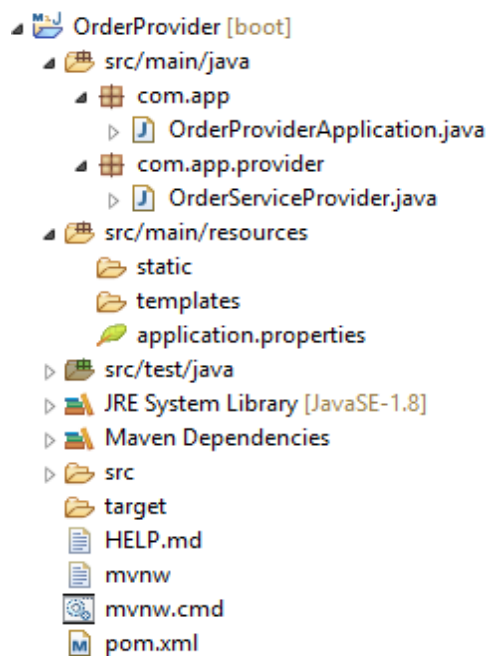 OrderProvider [boot]
src/main/java
com.app
OrderProviderApplication.java
com.app.provider
OrderServiceProvider.java
src/main/resources
static
templates
application.properties
src/test/java
JRE System Library [JavaSE-1.8]
Maven Dependencies
src
target
HELP.md
mvnw
mvnw.cmd
pom.xml